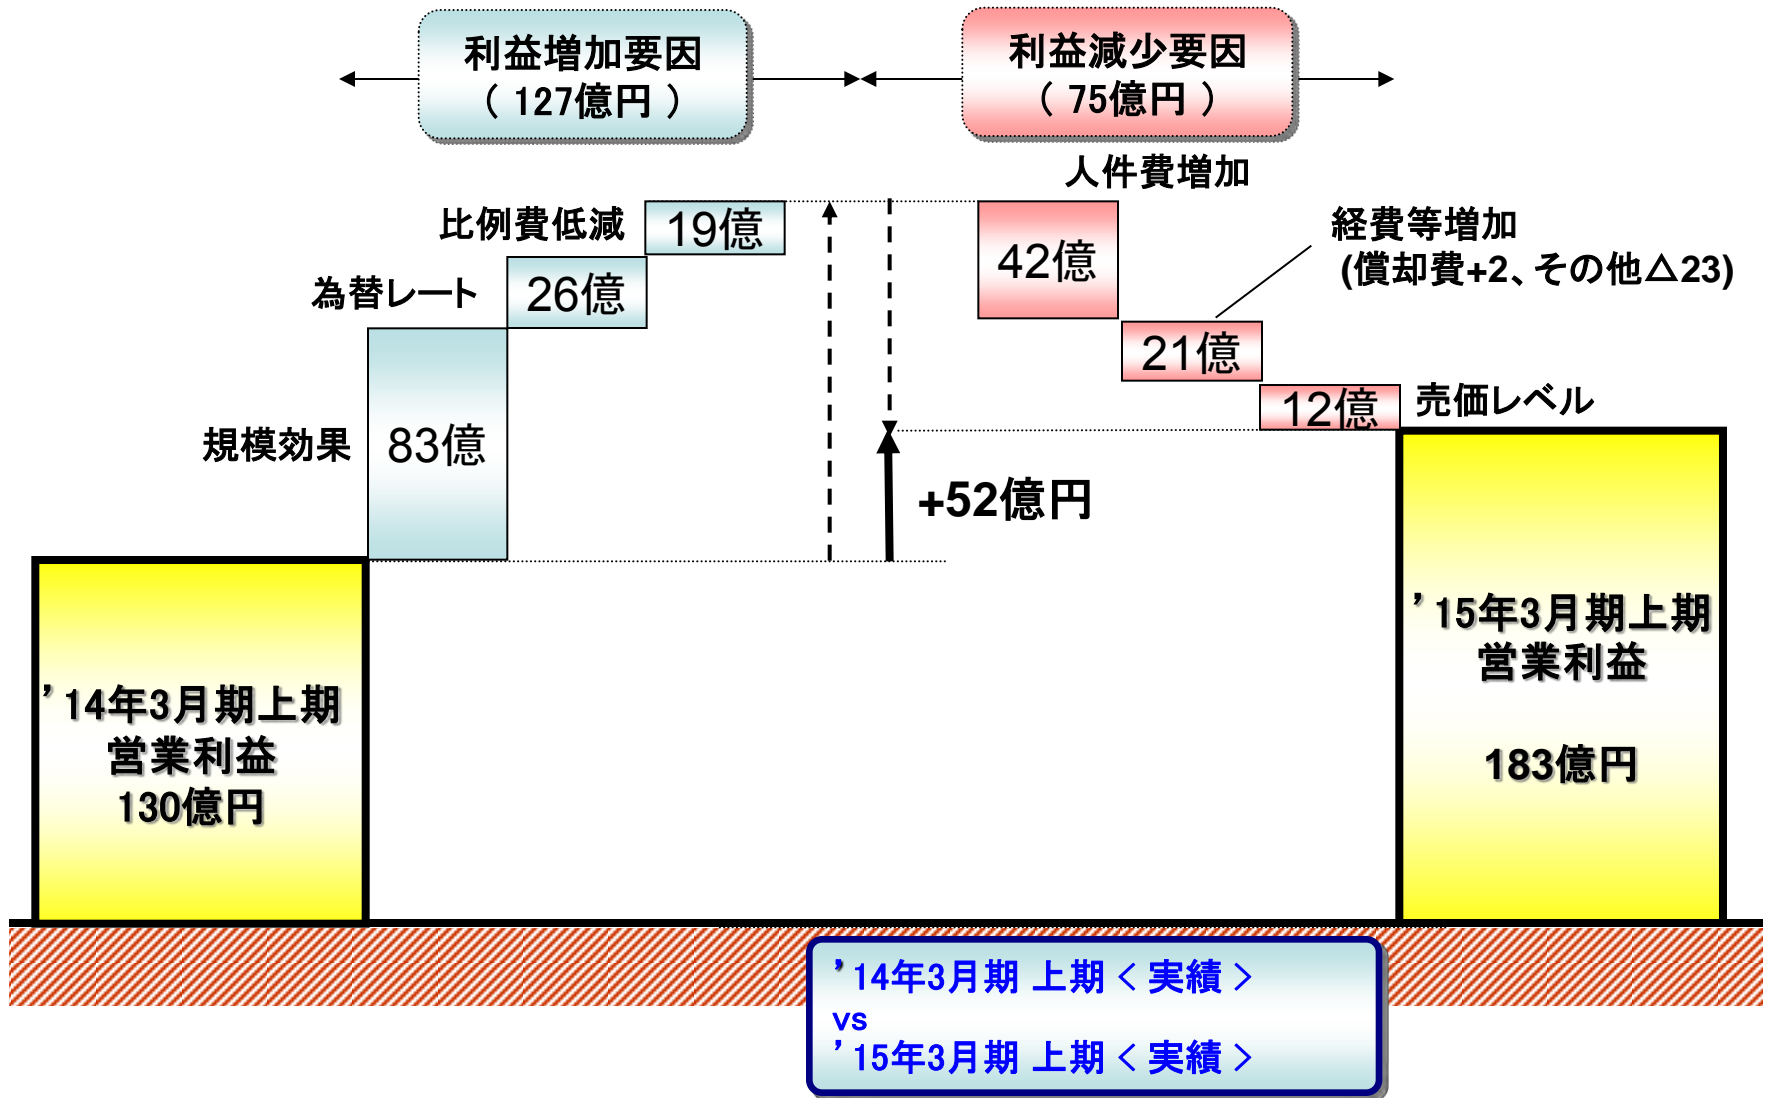 利益増加要因
( 127億円 )
利益減少要因
( 75億円 )
人件費増加
比例費低減
19億
為替レート
26億
規模効果
83億
42億
経費等増加
(償却費+2、その他△23)
21億
12億
売価レベル
+52億円
’14年3月期上期
営業利益
130億円
’15年3月期上期
営業利益
183億円
’14年3月期 上期 < 実績 >
vs
’15年3月期 上期 < 実績 >